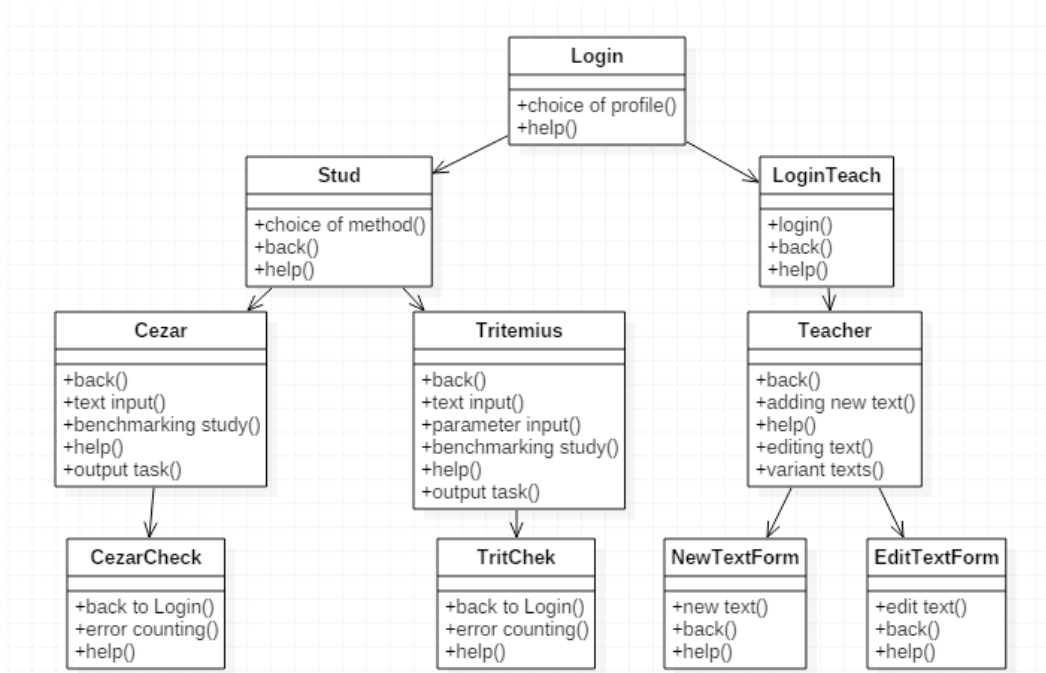 Login
+choice of profile()
+help()
Stud
+choice of method()
+back()
+help()
LoginTeach
+login()
+back()
+help()
Cezar
+back()
+text input()
+benchmarking study()
+help()
+output task()
Tritemius
+back()
+text input()
+parameter input()
+benchmarking study()
+help()
+output task()
Teacher
+back()
+adding new text()
+help()
+editing text()
+variant texts()
CezarCheck
+back to Login()
+error counting()
+help()
TritChek
+back to Login()
+error counting()
+help()
NewTextForm
+new text()
+back()
+help()
EditTextForm
+edit text()
+back()
+help()